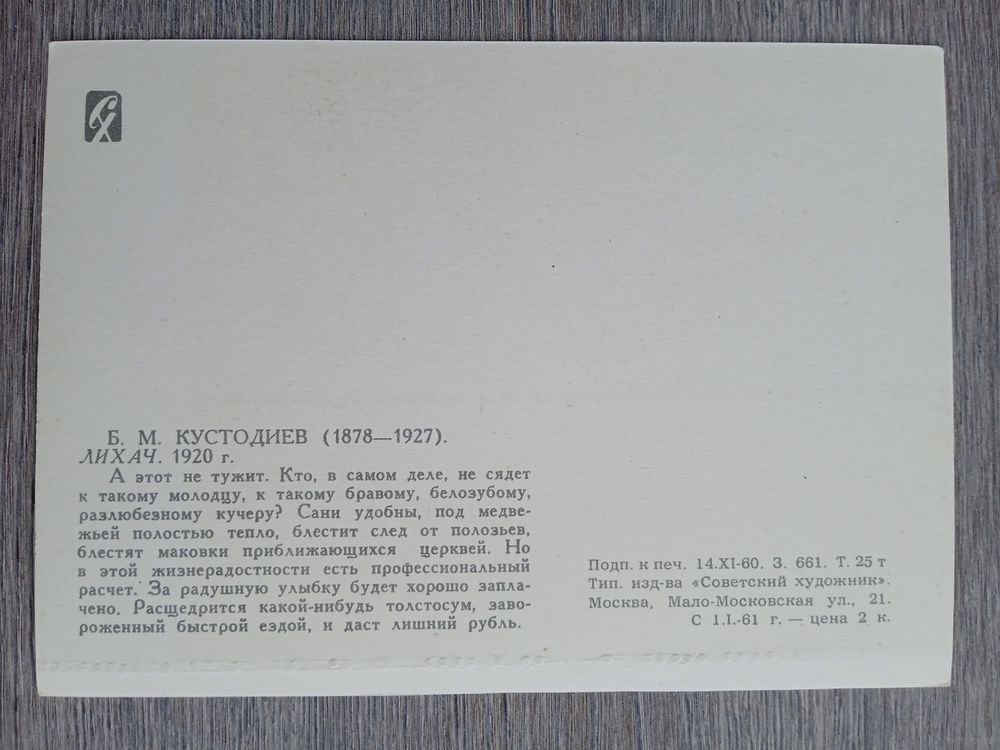 СХ
Б. М. КУСТОДИЕВ (1878—1927).
ЛИХАЧ. 1920 г.
А этот не тужит. Кто, в самом деле, не сядет
к такому молодцу, к такому бравому, белозубому,
разлюбезному кучеру? Сани удобны, под медве-
жьей полостью тепло, блестит след от полозьев,
блестят маковки приближающихся церквей. Но
в этой жизнерадостности есть профессиональный
расчет. За радушную улыбку будет хорошо запла-
чено. Расщедрится какой-нибудь толстосум, заво-
роженный быстрой ездой, и даст лишний рубль.
Подп. к печ. 14.XI-60. З. 661. Т. 25 т
Тип. изд-ва «Советский художник».
Москва, Мало-Московская ул., 21.
С 1.I.-61 г. — цена 2 к.